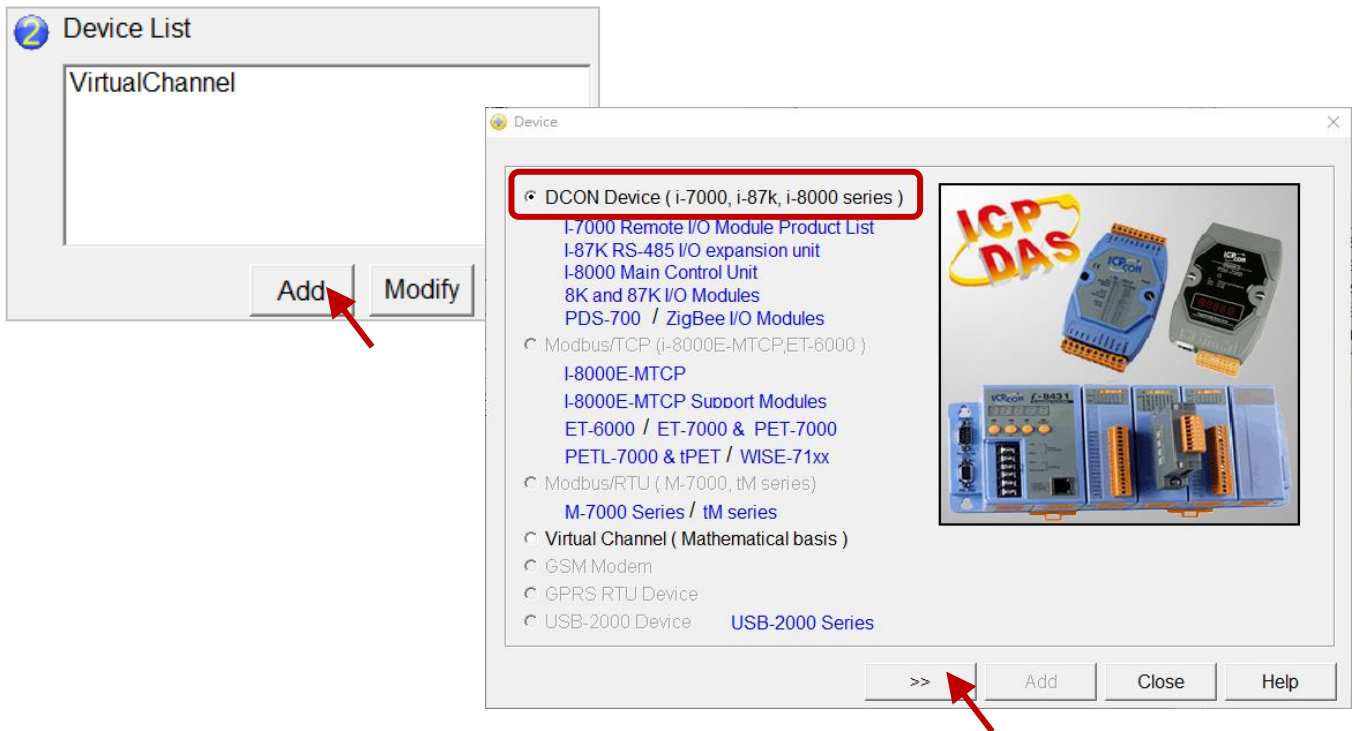 2 Device List
VirtualChannel
Add
Modify
Device
DCON Device ( i-7000, i-87k, i-8000 series )
I-7000 Remote I/O Module Product List
I-87K RS-485 I/O expansion unit
I-8000 Main Control Unit
8K and 87K I/O Modules
PDS-700 / ZigBee I/O Modules
Modbus/TCP (i-8000E-MTCP,ET-6000 )
I-8000E-MTCP
I-8000E-MTCP Support Modules
ET-6000 / ET-7000 & PET-7000
PETL-7000 & tPET / WISE-71xx
Modbus/RTU ( M-7000, tM series)
M-7000 Series / tM series
Virtual Channel ( Mathematical basis )
GSM Modem
GPRS RTU Device
USB-2000 Device USB-2000 Series
ICP
DAS
ICPCON
ICPCON
ICPCON i-8431
>>
Add
Close
Help